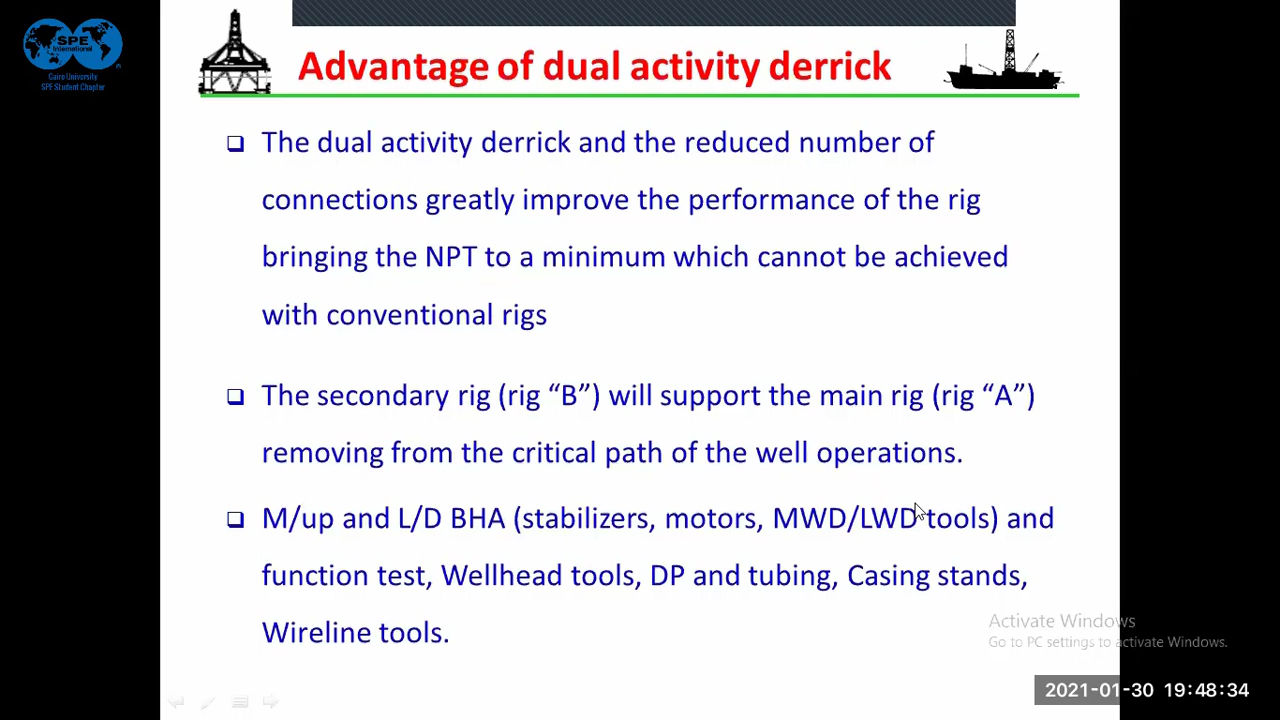 SPE
International
Cairo University
SPE Student Chapter
Advantage of dual activity derrick
The dual activity derrick and the reduced number of
connections greatly improve the performance of the rig
bringing the NPT to a minimum which cannot be achieved
with conventional rigs
The secondary rig (rig “B”) will support the main rig (rig “A”)
removing from the critical path of the well operations.
M/up and L/D BHA (stabilizers, motors, MWD/LWD tools) and
function test, Wellhead tools, DP and tubing, Casing stands,
Wireline tools.
Activate Windows
Go to PC settings to activate Windows.
2021-01-30 19:48:34